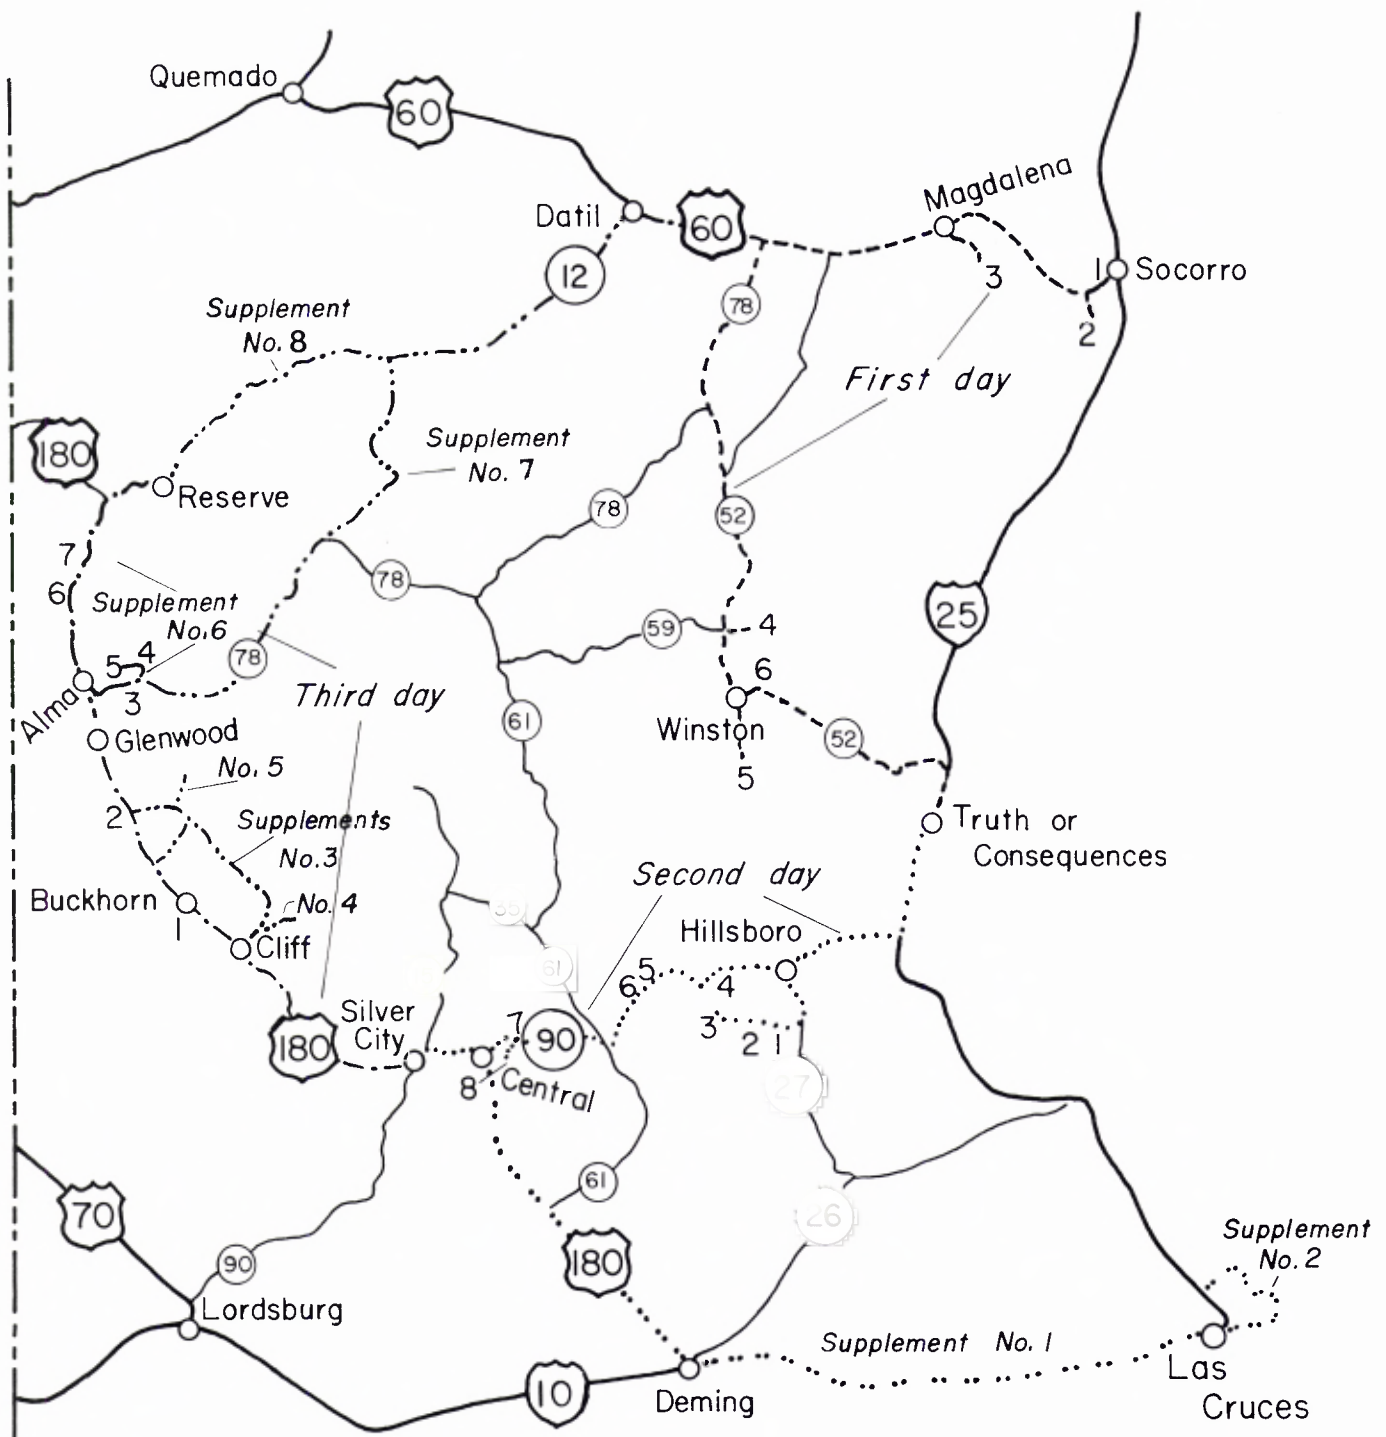 Quemado
60
Magdalena
Datil
60
12
3
1
Socorro
78
2
Supplement
No. 8
First day
180
Supplement
No. 7
Reserve
78
52
7
78
6
Supplement
No. 6
25
59
4
5
4
78
3
6
Alma
Third day
61
Winston
52
Glenwood
No. 5
5
2
Supplements
No. 3
Truth or
Consequences
Second day
Buckhorn
No. 4
35
1
Cliff
Hillsboro
61
5
6
4
Silver
City
7
3
180
90
2
1
8
Central
27
61
70
26
180
Supplement
No. 2
90
Lordsburg
Supplement No. 1
10
Las
Cruces
Deming